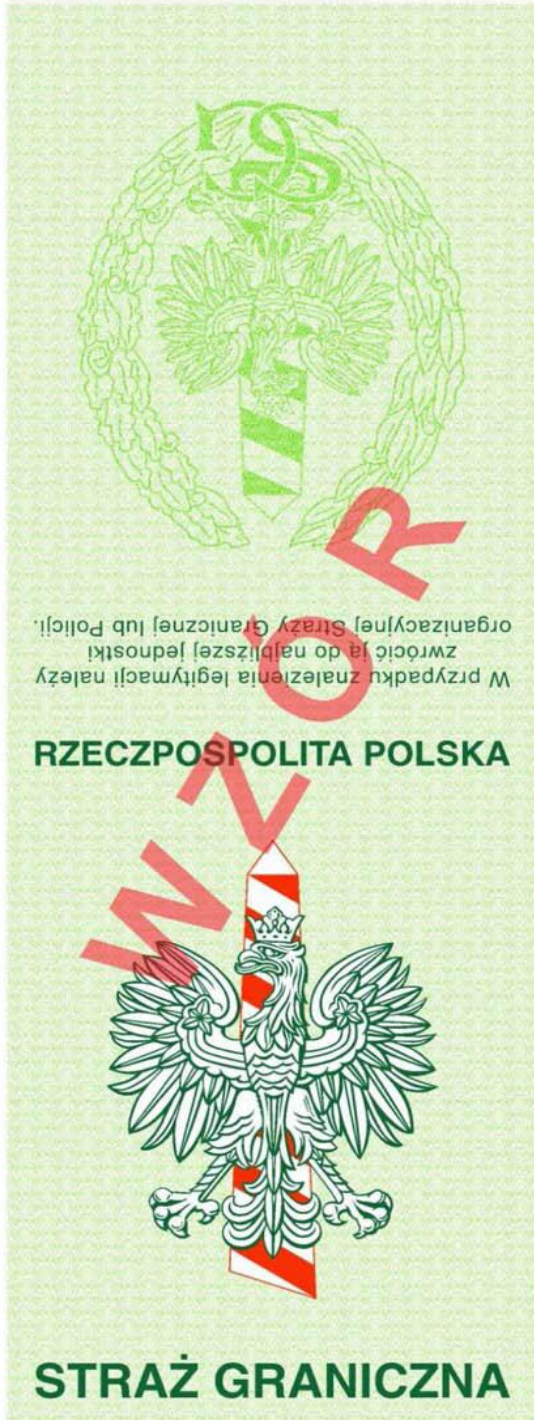 SG
W przypadku znalezienia legitymacji należy
zwrócić ją do najbliższej jednostki
organizacyjnej Straży Granicznej lub Policji.
RZECZPOSPOLITA POLSKA
WZÓR
STRAŻ GRANICZNA